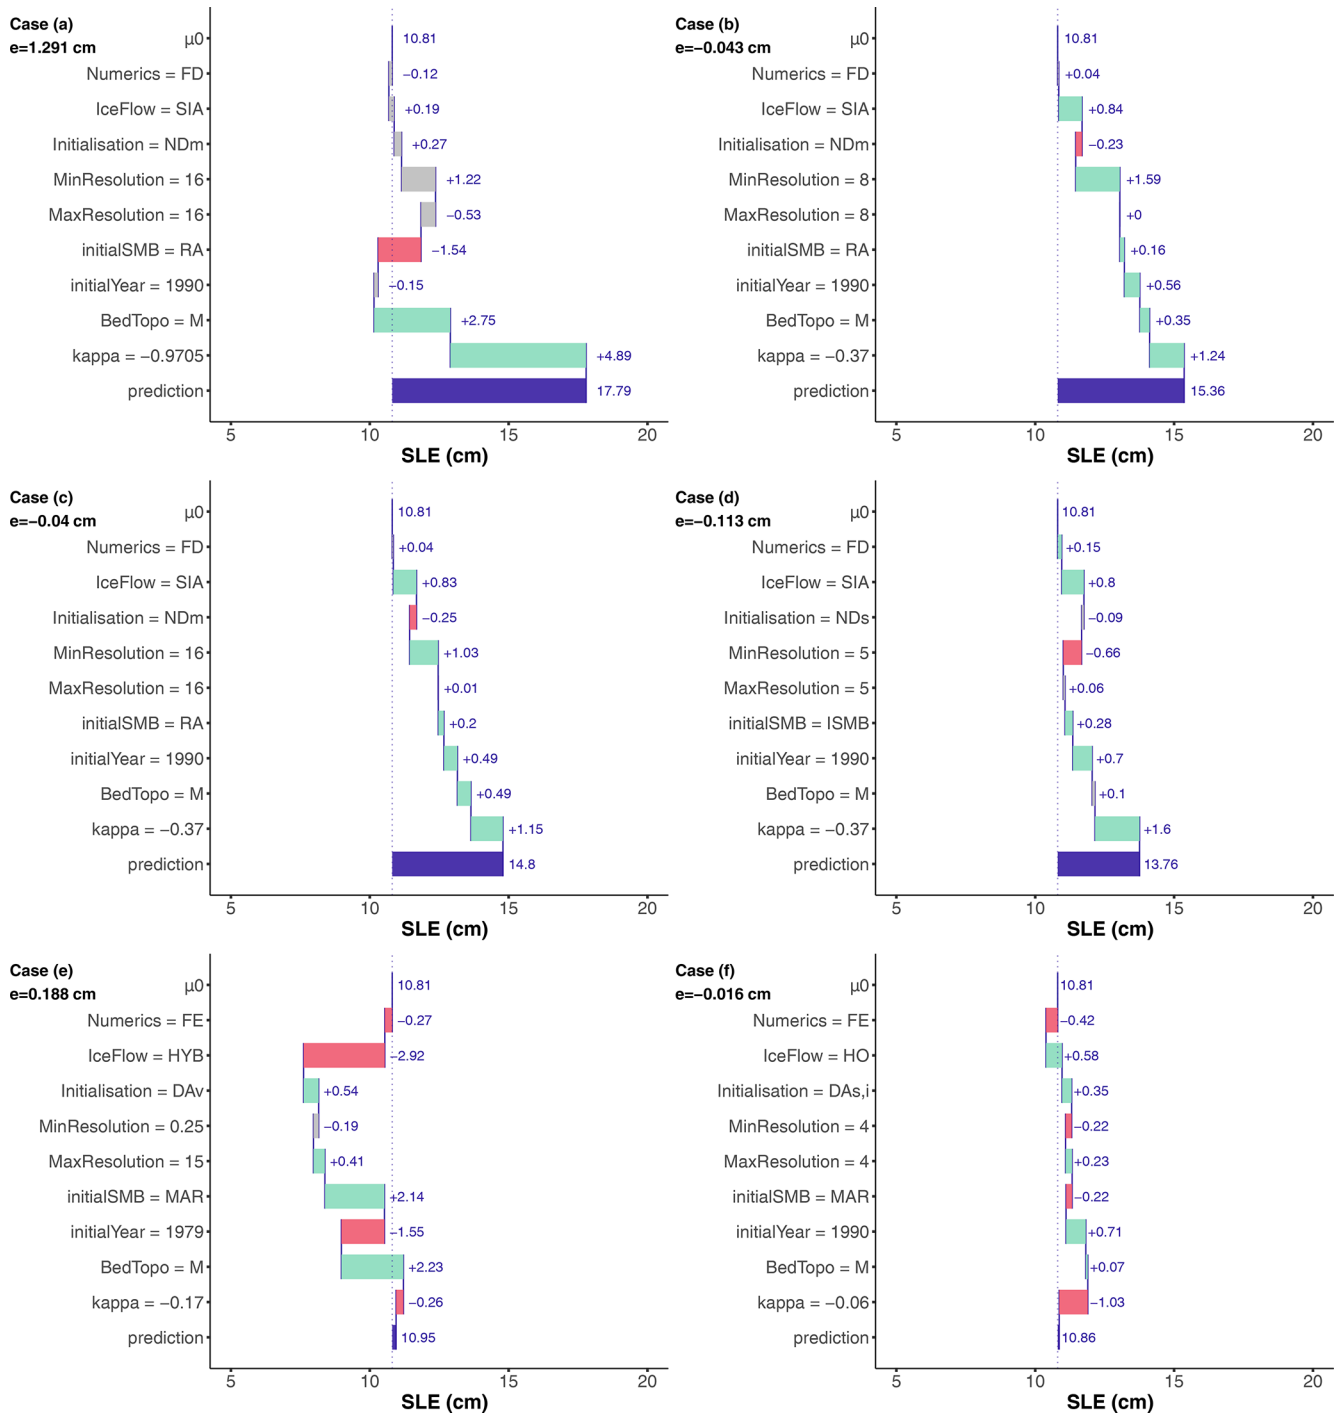 Case (a)
e=1.291 cm
μ0 10.81
Numerics = FD −0.12
IceFlow = SIA +0.19
Initialisation = NDm +0.27
MinResolution = 16 +1.22
MaxResolution = 16 −0.53
initialSMB = RA −1.54
initialYear = 1990 −0.15
BedTopo = M +2.75
kappa = −0.9705 +4.89
prediction 17.79
5 10 15 20
SLE (cm)
Case (b)
e=−0.043 cm
μ0 10.81
Numerics = FD +0.04
IceFlow = SIA +0.84
Initialisation = NDm −0.23
MinResolution = 8 +1.59
MaxResolution = 8 +0
initialSMB = RA +0.16
initialYear = 1990 +0.56
BedTopo = M +0.35
kappa = −0.37 +1.24
prediction 15.36
5 10 15 20
SLE (cm)
Case (c)
e=−0.04 cm
μ0 10.81
Numerics = FD +0.04
IceFlow = SIA +0.83
Initialisation = NDm −0.25
MinResolution = 16 +1.03
MaxResolution = 16 +0.01
initialSMB = RA +0.2
initialYear = 1990 +0.49
BedTopo = M +0.49
kappa = −0.37 +1.15
prediction 14.8
5 10 15 20
SLE (cm)
Case (d)
e=−0.113 cm
μ0 10.81
Numerics = FD +0.15
IceFlow = SIA +0.8
Initialisation = NDs −0.09
MinResolution = 5 −0.66
MaxResolution = 5 +0.06
initialSMB = ISMB +0.28
initialYear = 1990 +0.7
BedTopo = M +0.1
kappa = −0.37 +1.6
prediction 13.76
5 10 15 20
SLE (cm)
Case (e)
e=0.188 cm
μ0 10.81
Numerics = FE −0.27
IceFlow = HYB −2.92
Initialisation = DAv +0.54
MinResolution = 0.25 −0.19
MaxResolution = 15 +0.41
initialSMB = MAR +2.14
initialYear = 1979 −1.55
BedTopo = M +2.23
kappa = −0.17 −0.26
prediction 10.95
5 10 15 20
SLE (cm)
Case (f)
e=−0.016 cm
μ0 10.81
Numerics = FE −0.42
IceFlow = HO +0.58
Initialisation = DAs,i +0.35
MinResolution = 4 −0.22
MaxResolution = 4 +0.23
initialSMB = MAR −0.22
initialYear = 1990 +0.71
BedTopo = M +0.07
kappa = −0.06 −1.03
prediction 10.86
5 10 15 20
SLE (cm)